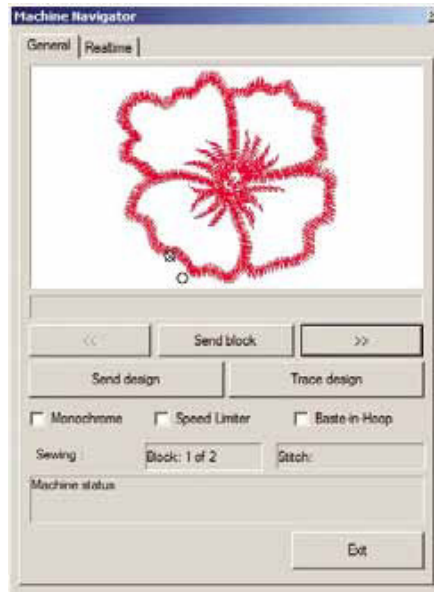 Machine Navigator
General Realtime
<< Send block >>
Send design Trace design
Monochrome Speed Limiter Baste-in-Hoop
Sewing : Block: 1 of 2 Stitch:
Machine status
Exit